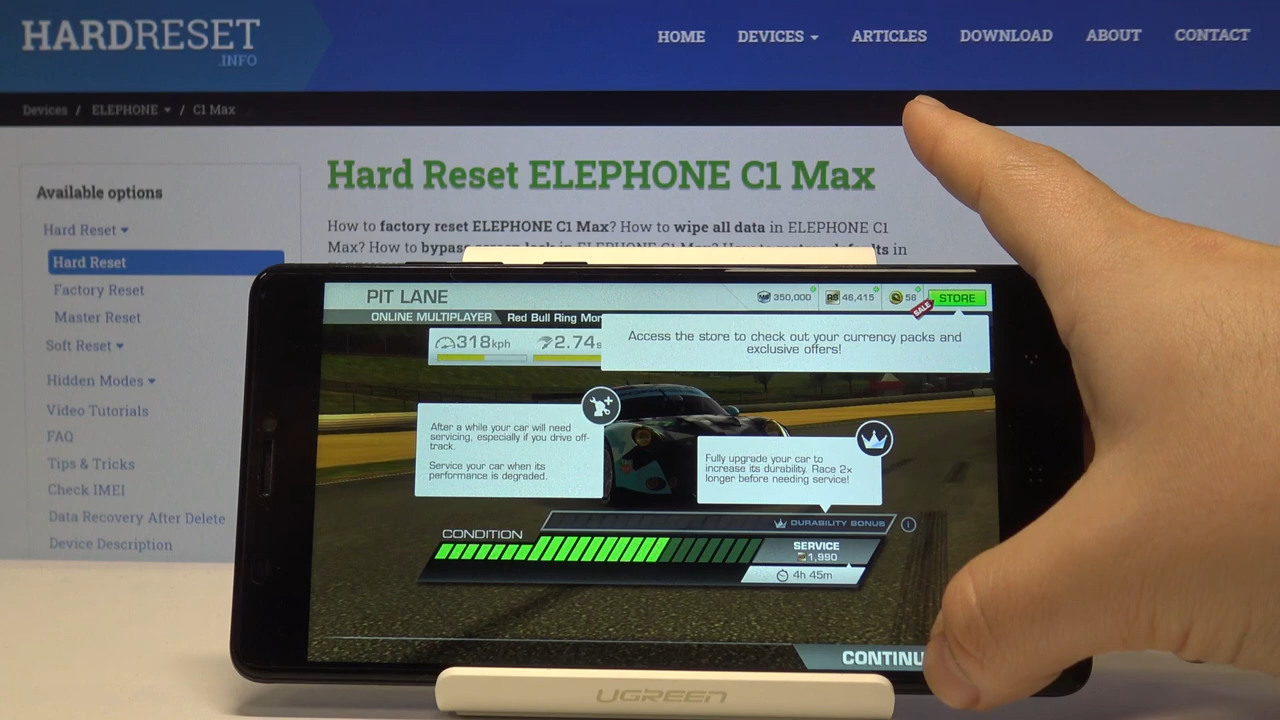 HARDRESET
.INFO
HOME DEVICES ARTICLES DOWNLOAD ABOUT CONTACT
Devices / ELEPHONE / C1 Max
Available options
Hard Reset
Hard Reset
Factory Reset
Master Reset
Soft Reset
Hidden Modes
Video Tutorials
FAQ
Tips & Tricks
Check IMEI
Data Recovery After Delete
Device Description
Hard Reset ELEPHONE C1 Max
How to factory reset ELEPHONE C1 Max? How to wipe all data in ELEPHONE C1
Max? How to bypass screen lock in ELEPHONE C1 Max? How to restore defaults in
PIT LANE
350,000 R$ 46,415 56 STORE
SALE
ONLINE MULTIPLAYER Red Bull Ring Mor
318kph 2.74s
Access the store to check out your currency packs and
exclusive offers!
After a while your car will need
servicing, especially if you drive off-
track.
Service your car when its
performance is degraded.
Fully upgrade your car to
increase its durability. Race 2x
longer before needing service!
DURABILITY BONUS
CONDITION
SERVICE
1,990
4h 45m
CONTINU
UGREEN